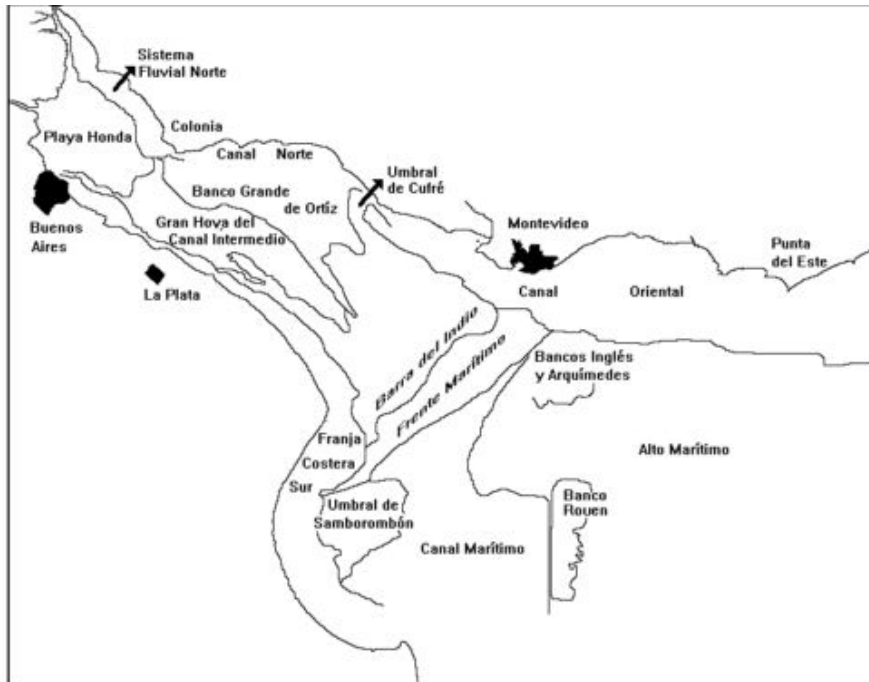 Sistema
Fluvial Norte
Playa Honda
Colonia
Canal Norte
Umbral
de Cufré
Banco Grande
de Ortíz
Buenos
Aires
Gran Hoya del
Canal Intermedio
Montevideo
Punta
del Este
La Plata
Canal Oriental
Barra del Indio
Frente Marítimo
Bancos Inglés
y Arquímedes
Franja
Costera
Sur
Alto Marítimo
Umbral de
Samborombón
Banco
Rouen
Canal Marítimo